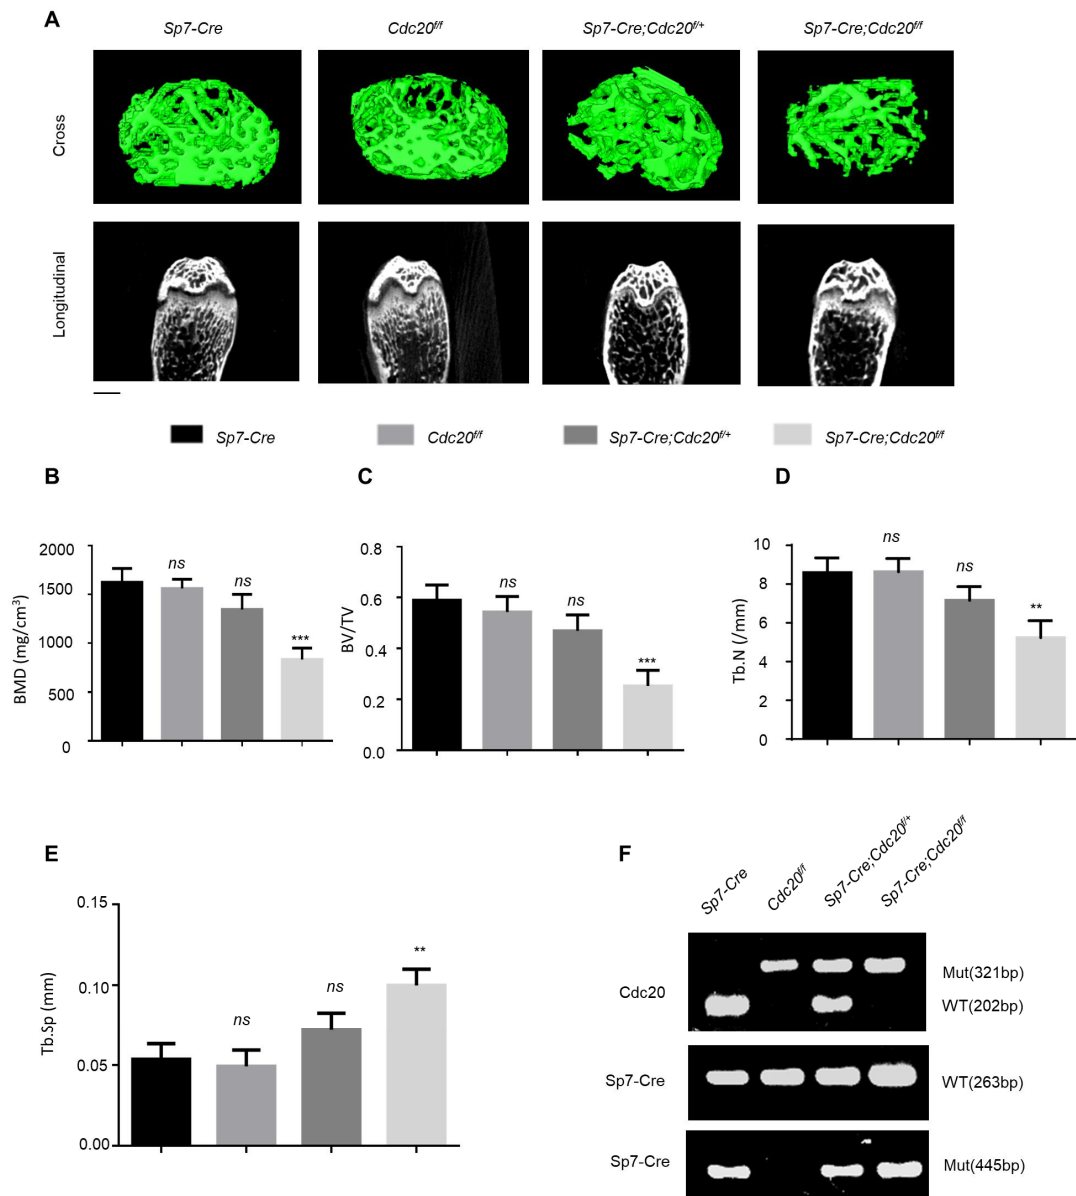 A
Sp7-Cre Cdc20f/f Sp7-Cre;Cdc20f/+ Sp7-Cre;Cdc20f/f
Cross
Longitudinal
Sp7-Cre Cdc20f/f Sp7-Cre;Cdc20f/+ Sp7-Cre;Cdc20f/f
B
BMD (mg/cm3)
2000
1500
1000
500
0
ns
ns
***
C
BV/TV
0.8
0.6
0.4
0.2
0.0
ns
ns
***
D
Tb.N (/mm)
10
8
6
4
2
0
ns
ns
**
E
Tb.Sp (mm)
0.15
0.10
0.05
0.00
ns
ns
**
F
Sp7-Cre
Cdc20f/f
Sp7-Cre;Cdc20f/+
Sp7-Cre;Cdc20f/f
Cdc20
Mut(321bp)
WT(202bp)
Sp7-Cre
WT(263bp)
Sp7-Cre
Mut(445bp)